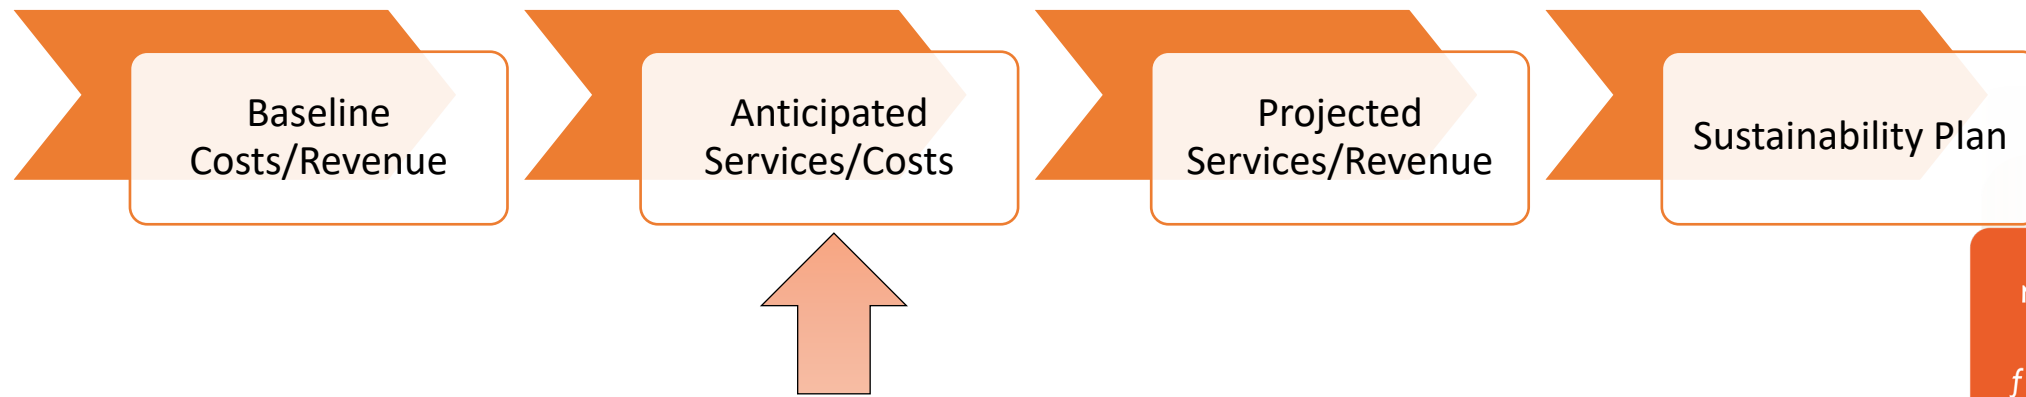 Baseline
Costs/Revenue
Anticipated
Services/Costs
Projected
Services/Revenue
Sustainability Plan